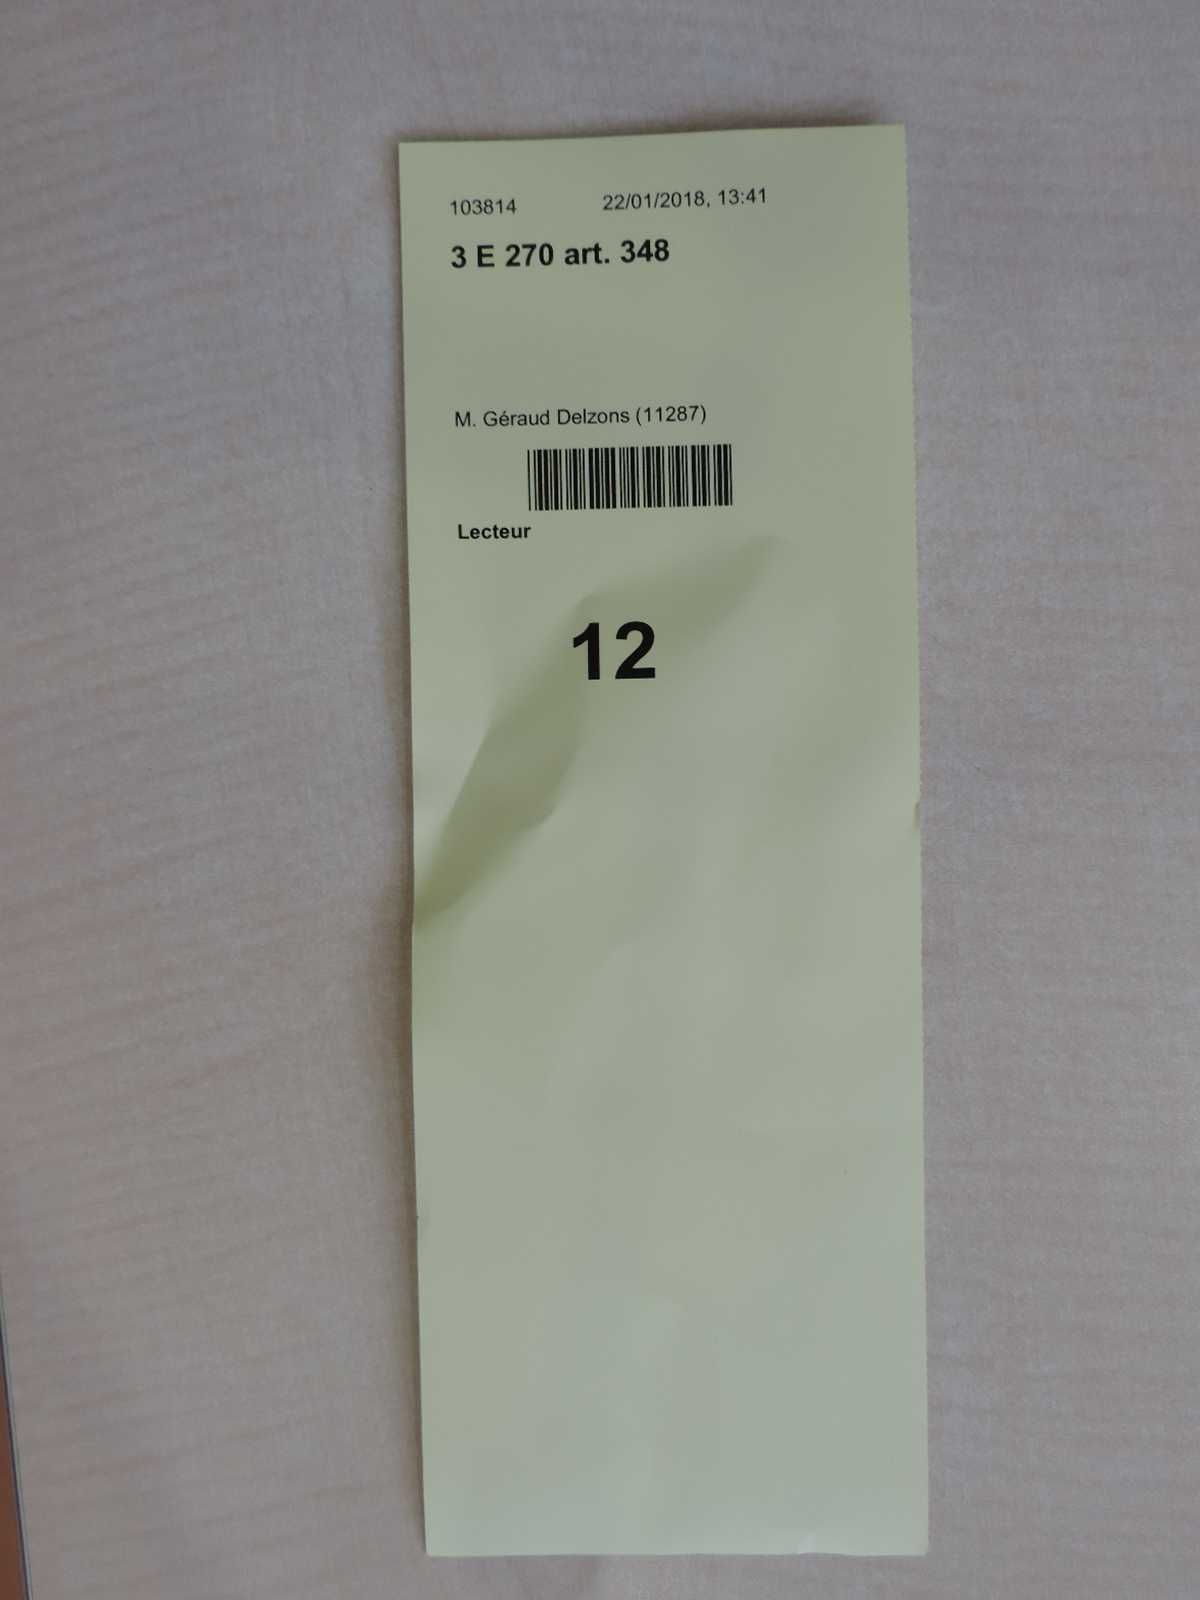 103814 22/01/2018, 13:41
3 E 270 art. 348
M. Géraud Delzons (11287)
Lecteur
12